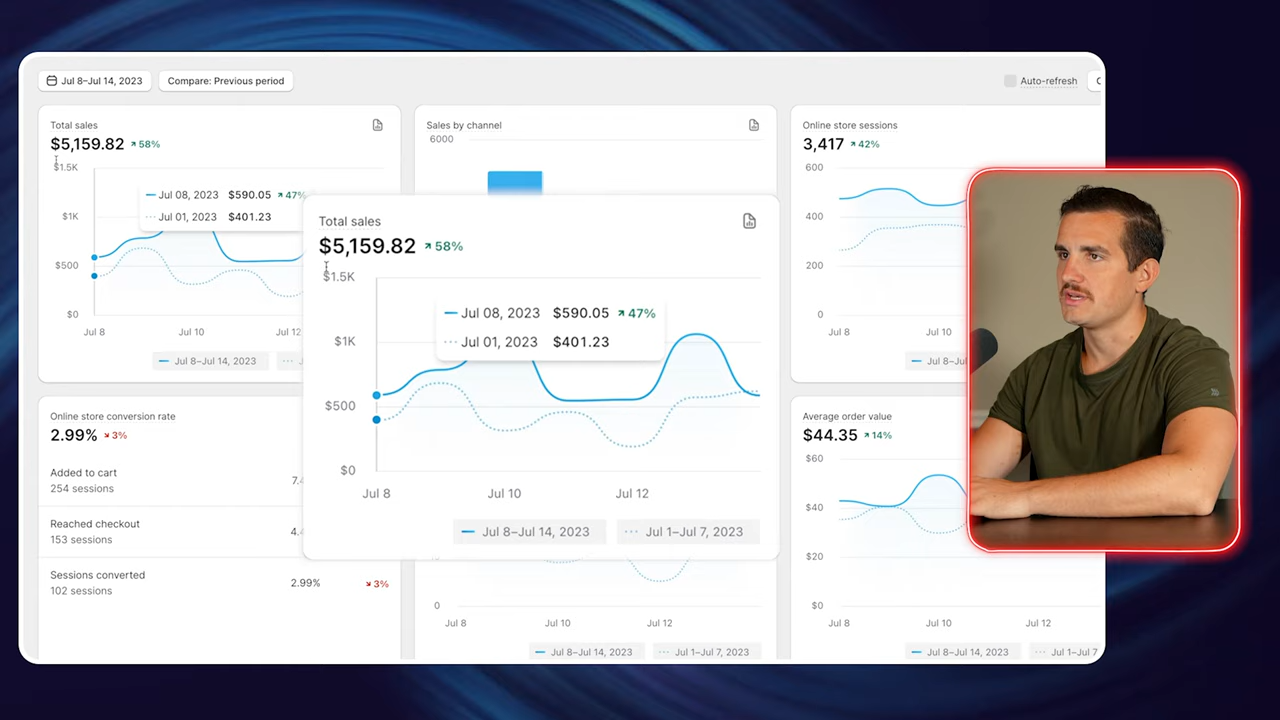 Jul 8–Jul 14, 2023
Compare: Previous period
Auto-refresh
Total sales
$5,159.82 58%
$1.5K
Jul 08, 2023 $590.05 47%
Jul 01, 2023 $401.23
$1K
$500
$0
Jul 8 Jul 10 Jul 12
Jul 8–Jul 14, 2023
Sales by channel
6000
Online store sessions
3,417 42%
600
400
200
0
Jul 8 Jul 10
Jul 8–Jul
Total sales
$5,159.82 58%
$1.5K
Jul 08, 2023 $590.05 47%
Jul 01, 2023 $401.23
$1K
$500
$0
Jul 8 Jul 10 Jul 12
Jul 8–Jul 14, 2023 Jul 1–Jul 7, 2023
Online store conversion rate
2.99% 3%
Added to cart
254 sessions
7.4
Reached checkout
153 sessions
4.4
Sessions converted
102 sessions
2.99% 3%
0
Jul 8 Jul 10 Jul 12
Jul 8–Jul 14, 2023 Jul 1–Jul 7, 2023
Average order value
$44.35 14%
$60
$40
$20
$0
Jul 8 Jul 10 Jul 12
Jul 8–Jul 14, 2023 Jul 1–Jul 7